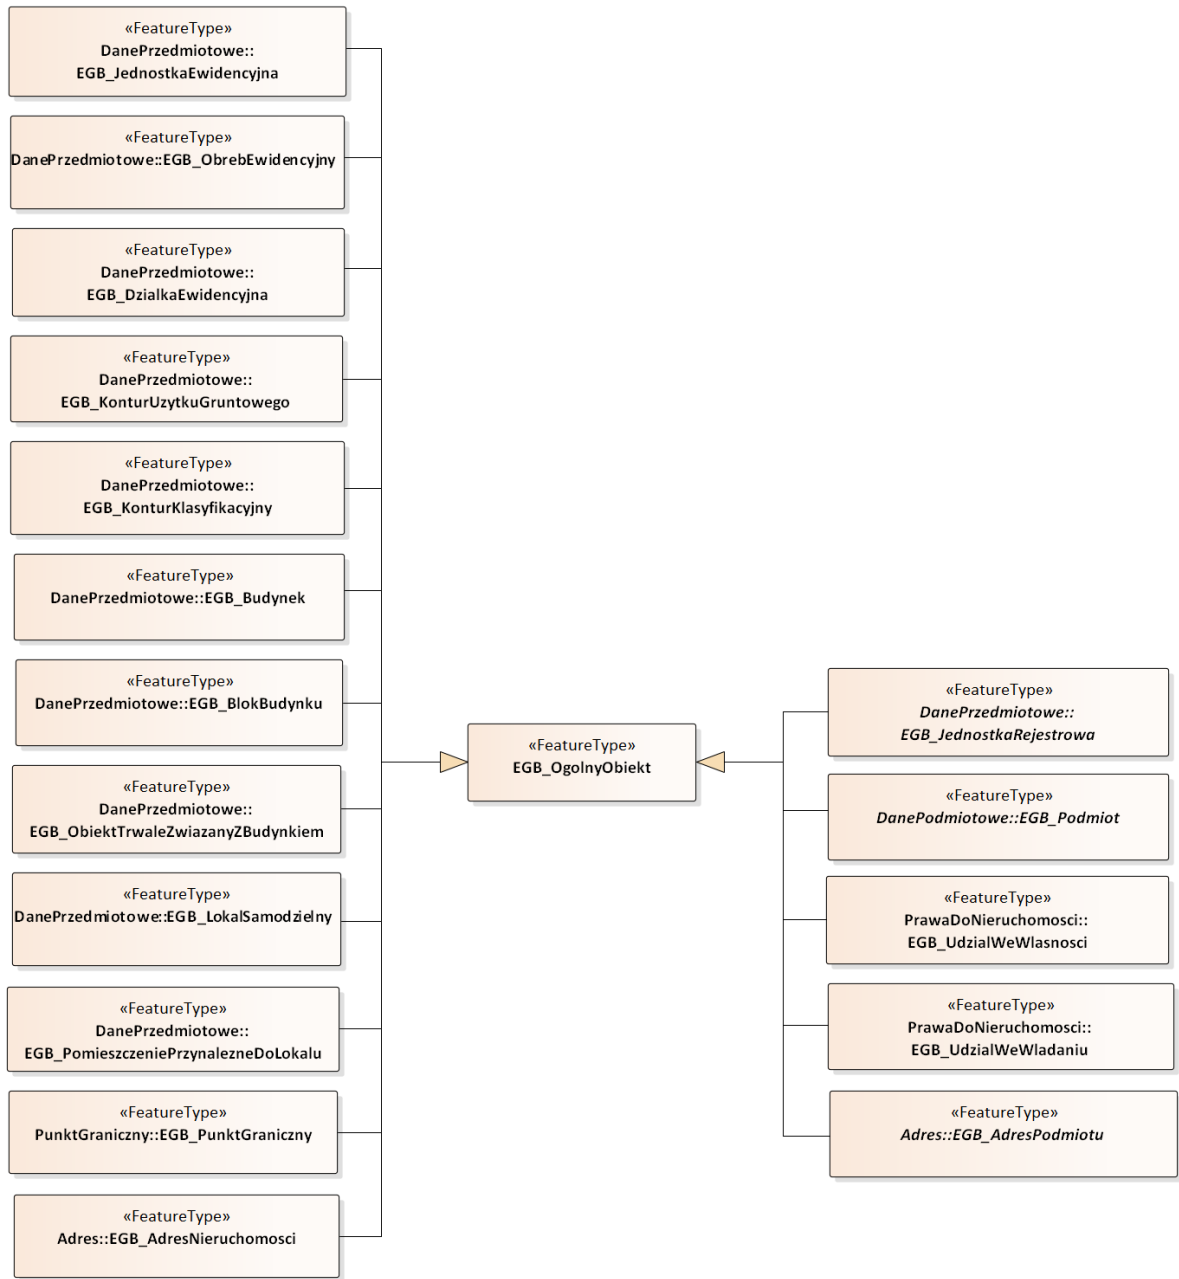 «FeatureType»
DanePrzedmiotowe::
EGB_JednostkaEwidencyjna
«FeatureType»
DanePrzedmiotowe::EGB_ObrebEwidencyjny
«FeatureType»
DanePrzedmiotowe::
EGB_DzialkaEwidencyjna
«FeatureType»
DanePrzedmiotowe::
EGB_KonturUzytkuGruntowego
«FeatureType»
DanePrzedmiotowe::
EGB_KonturKlasyfikacyjny
«FeatureType»
DanePrzedmiotowe::EGB_Budynek
«FeatureType»
DanePrzedmiotowe::EGB_BlokBudynku
«FeatureType»
DanePrzedmiotowe::
EGB_ObiektTrwaleZwiazanyZBudynkiem
«FeatureType»
DanePrzedmiotowe::EGB_LokalSamodzielny
«FeatureType»
DanePrzedmiotowe::
EGB_PomieszczeniePrzynalezneDoLokalu
«FeatureType»
PunktGraniczny::EGB_PunktGraniczny
«FeatureType»
Adres::EGB_AdresNieruchomosci
«FeatureType»
EGB_OgolnyObiekt
«FeatureType»
DanePrzedmiotowe::
EGB_JednostkaRejestrowa
«FeatureType»
DanePodmiotowe::EGB_Podmiot
«FeatureType»
PrawaDoNieruchomosci::
EGB_UdzialWeWlasnosci
«FeatureType»
PrawaDoNieruchomosci::
EGB_UdzialWeWladaniu
«FeatureType»
Adres::EGB_AdresPodmiotu